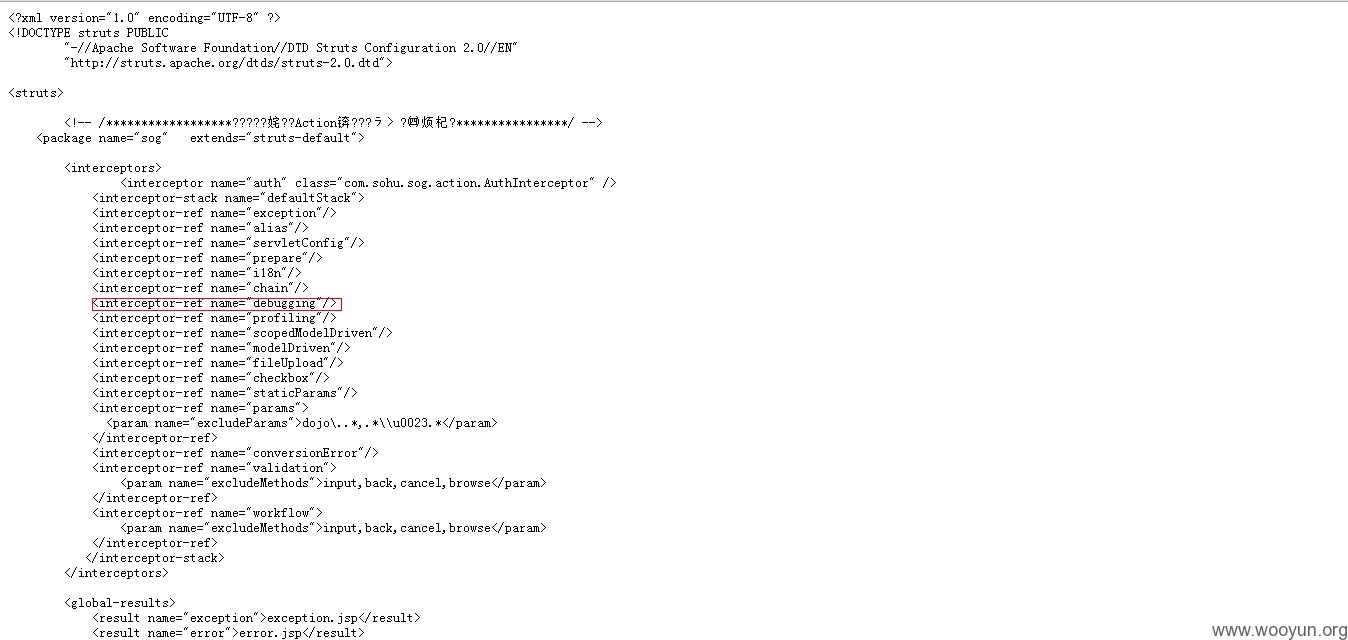 <?xml version="1.0" encoding="UTF-8" ?>
<!DOCTYPE struts PUBLIC
"-//Apache Software Foundation//DTD Struts Configuration 2.0//EN"
"http://struts.apache.org/dtds/struts-2.0.dtd">
<struts>
<!-- /******************?????姹??Action锛???ラ > ?烦杞?****************/ -->
<package name="sog" extends="struts-default">
<interceptors>
<interceptor name="auth" class="com.sohu.sog.action.AuthInterceptor" />
<interceptor-stack name="defaultStack">
<interceptor-ref name="exception"/>
<interceptor-ref name="alias"/>
<interceptor-ref name="servletConfig"/>
<interceptor-ref name="prepare"/>
<interceptor-ref name="i18n"/>
<interceptor-ref name="chain"/>
<interceptor-ref name="debugging"/>
<interceptor-ref name="profiling"/>
<interceptor-ref name="scopedModelDriven"/>
<interceptor-ref name="modelDriven"/>
<interceptor-ref name="fileUpload"/>
<interceptor-ref name="checkbox"/>
<interceptor-ref name="staticParams"/>
<interceptor-ref name="params">
<param name="excludeParams">dojo\..*,.*\\u0023.*</param>
</interceptor-ref>
<interceptor-ref name="conversionError"/>
<interceptor-ref name="validation">
<param name="excludeMethods">input,back,cancel,browse</param>
</interceptor-ref>
<interceptor-ref name="workflow">
<param name="excludeMethods">input,back,cancel,browse</param>
</interceptor-ref>
</interceptor-stack>
</interceptors>
<global-results>
<result name="exception">exception.jsp</result>
<result name="error">error.jsp</result>
www.wooyun.org